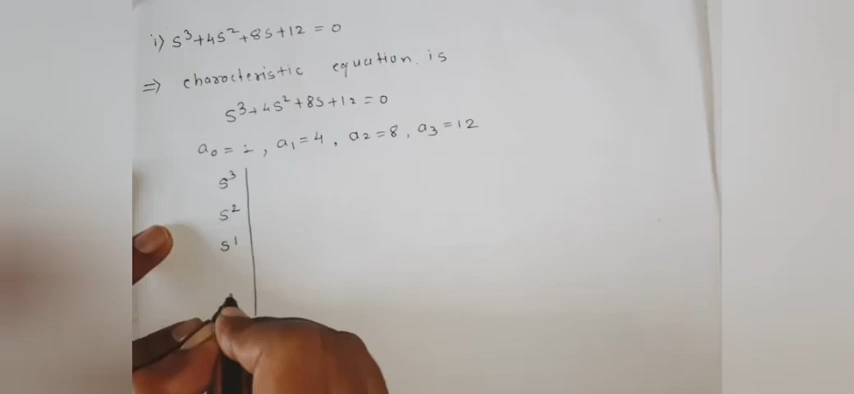 i) s³+4s²+8s+12 = 0
⇒ characteristic equation is
s³+4s²+8s+12=0
a₀ = 1, a₁=4, a₂=8, a₃=12
s³
s²
s¹